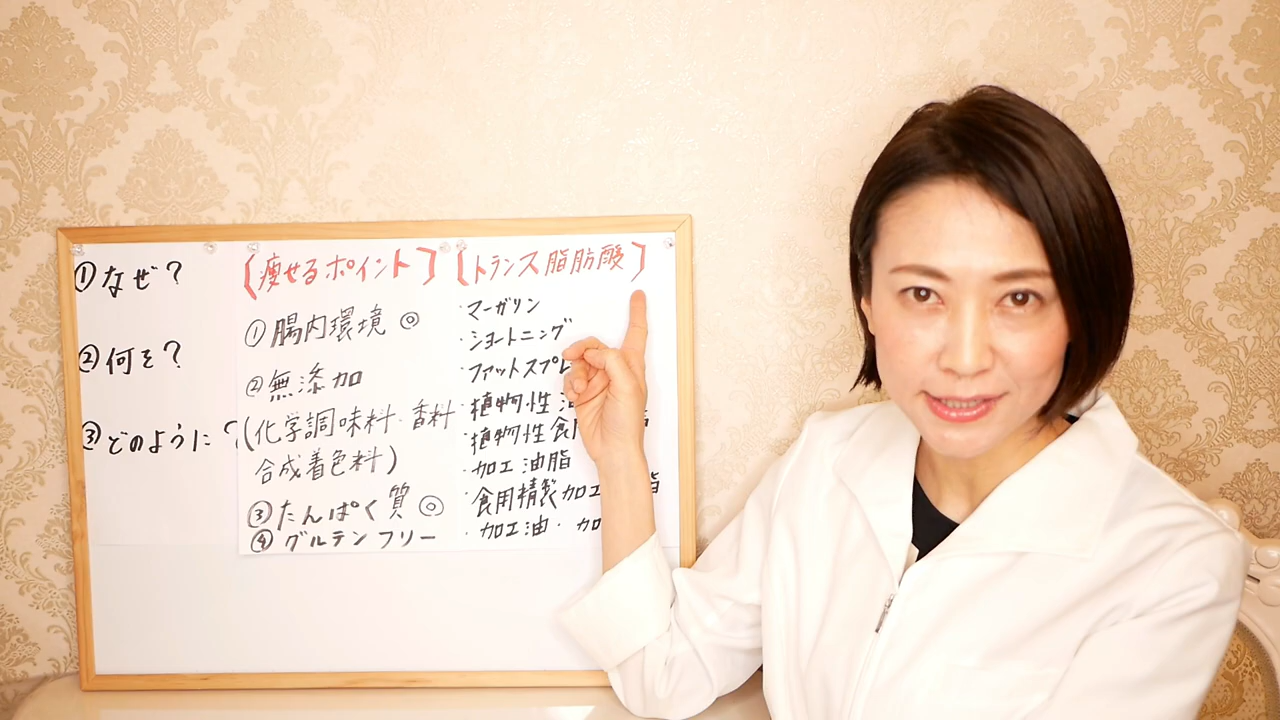 ①なぜ？
②何を？
③どのように？
【痩せるポイント】
①腸内環境◎
②無添加
(化学調味料・香料
合成着色料)
③たんぱく質◎
④グルテンフリー
【トランス脂肪酸】
・マーガリン
・ショートニング
・ファットスプレ
・植物性油
・植物性食用
・加工油脂
・食用精製加工 脂
・加工油・加